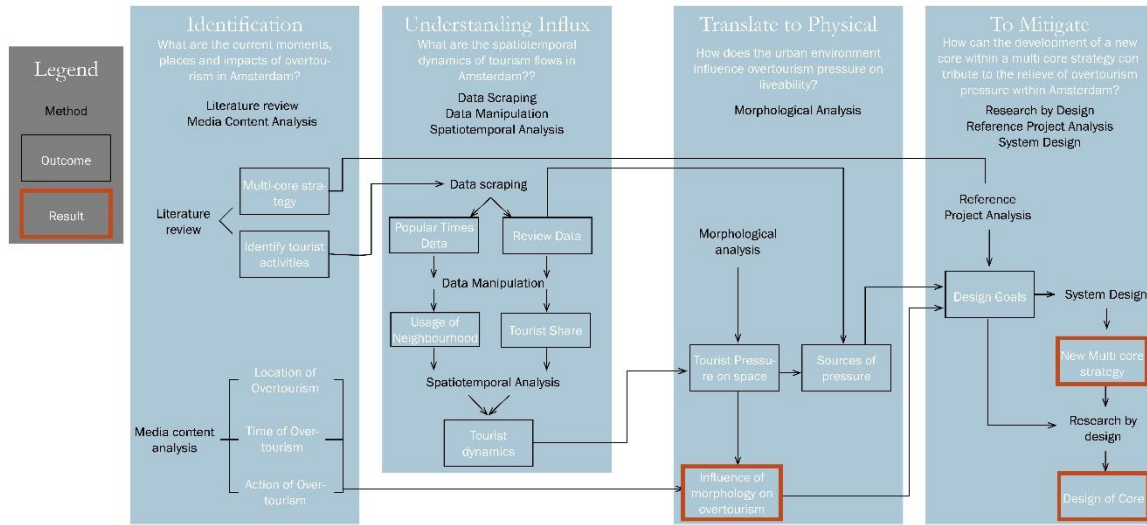 Legend
Method
Outcome
Result
Identification
What are the current moments,
places and impacts of overtou-
rism in Amsterdam?
Literature review
Media Content Analysis
Multi-core stra-
tegy
Literature
review
Identify tourist
activities
Location of
Overtourism
Media content
analysis
Time of Over-
tourism
Action of Over-
tourism
Understanding Influx
What are the spatiotemporal
dynamics of tourism flows in
Amsterdam??
Data Scraping
Data Manipulation
Spatiotemporal Analysis
Data scraping
Popular Times
Data
Review Data
Data Manipulation
Usage of
Neighbourhood
Tourist Share
Spatiotemporal Analysis
Tourist
dynamics
Translate to Physical
How does the urban environment
influence overtourism pressure on
liveability?
Morphological Analysis
Morphological
analysis
Tourist Pressu-
re on space
Sources of
pressure
Influence of
morphology on
overtourism
To Mitigate
How can the development of a new
core within a multi core strategy con
tribute to the relieve of overtourism
pressure within Amsterdam?
Research by Design
Reference Project Analysis
System Design
Reference
Project Analysis
Design Goals
System Design
New Multi core
strategy
Research by
design
Design of Core